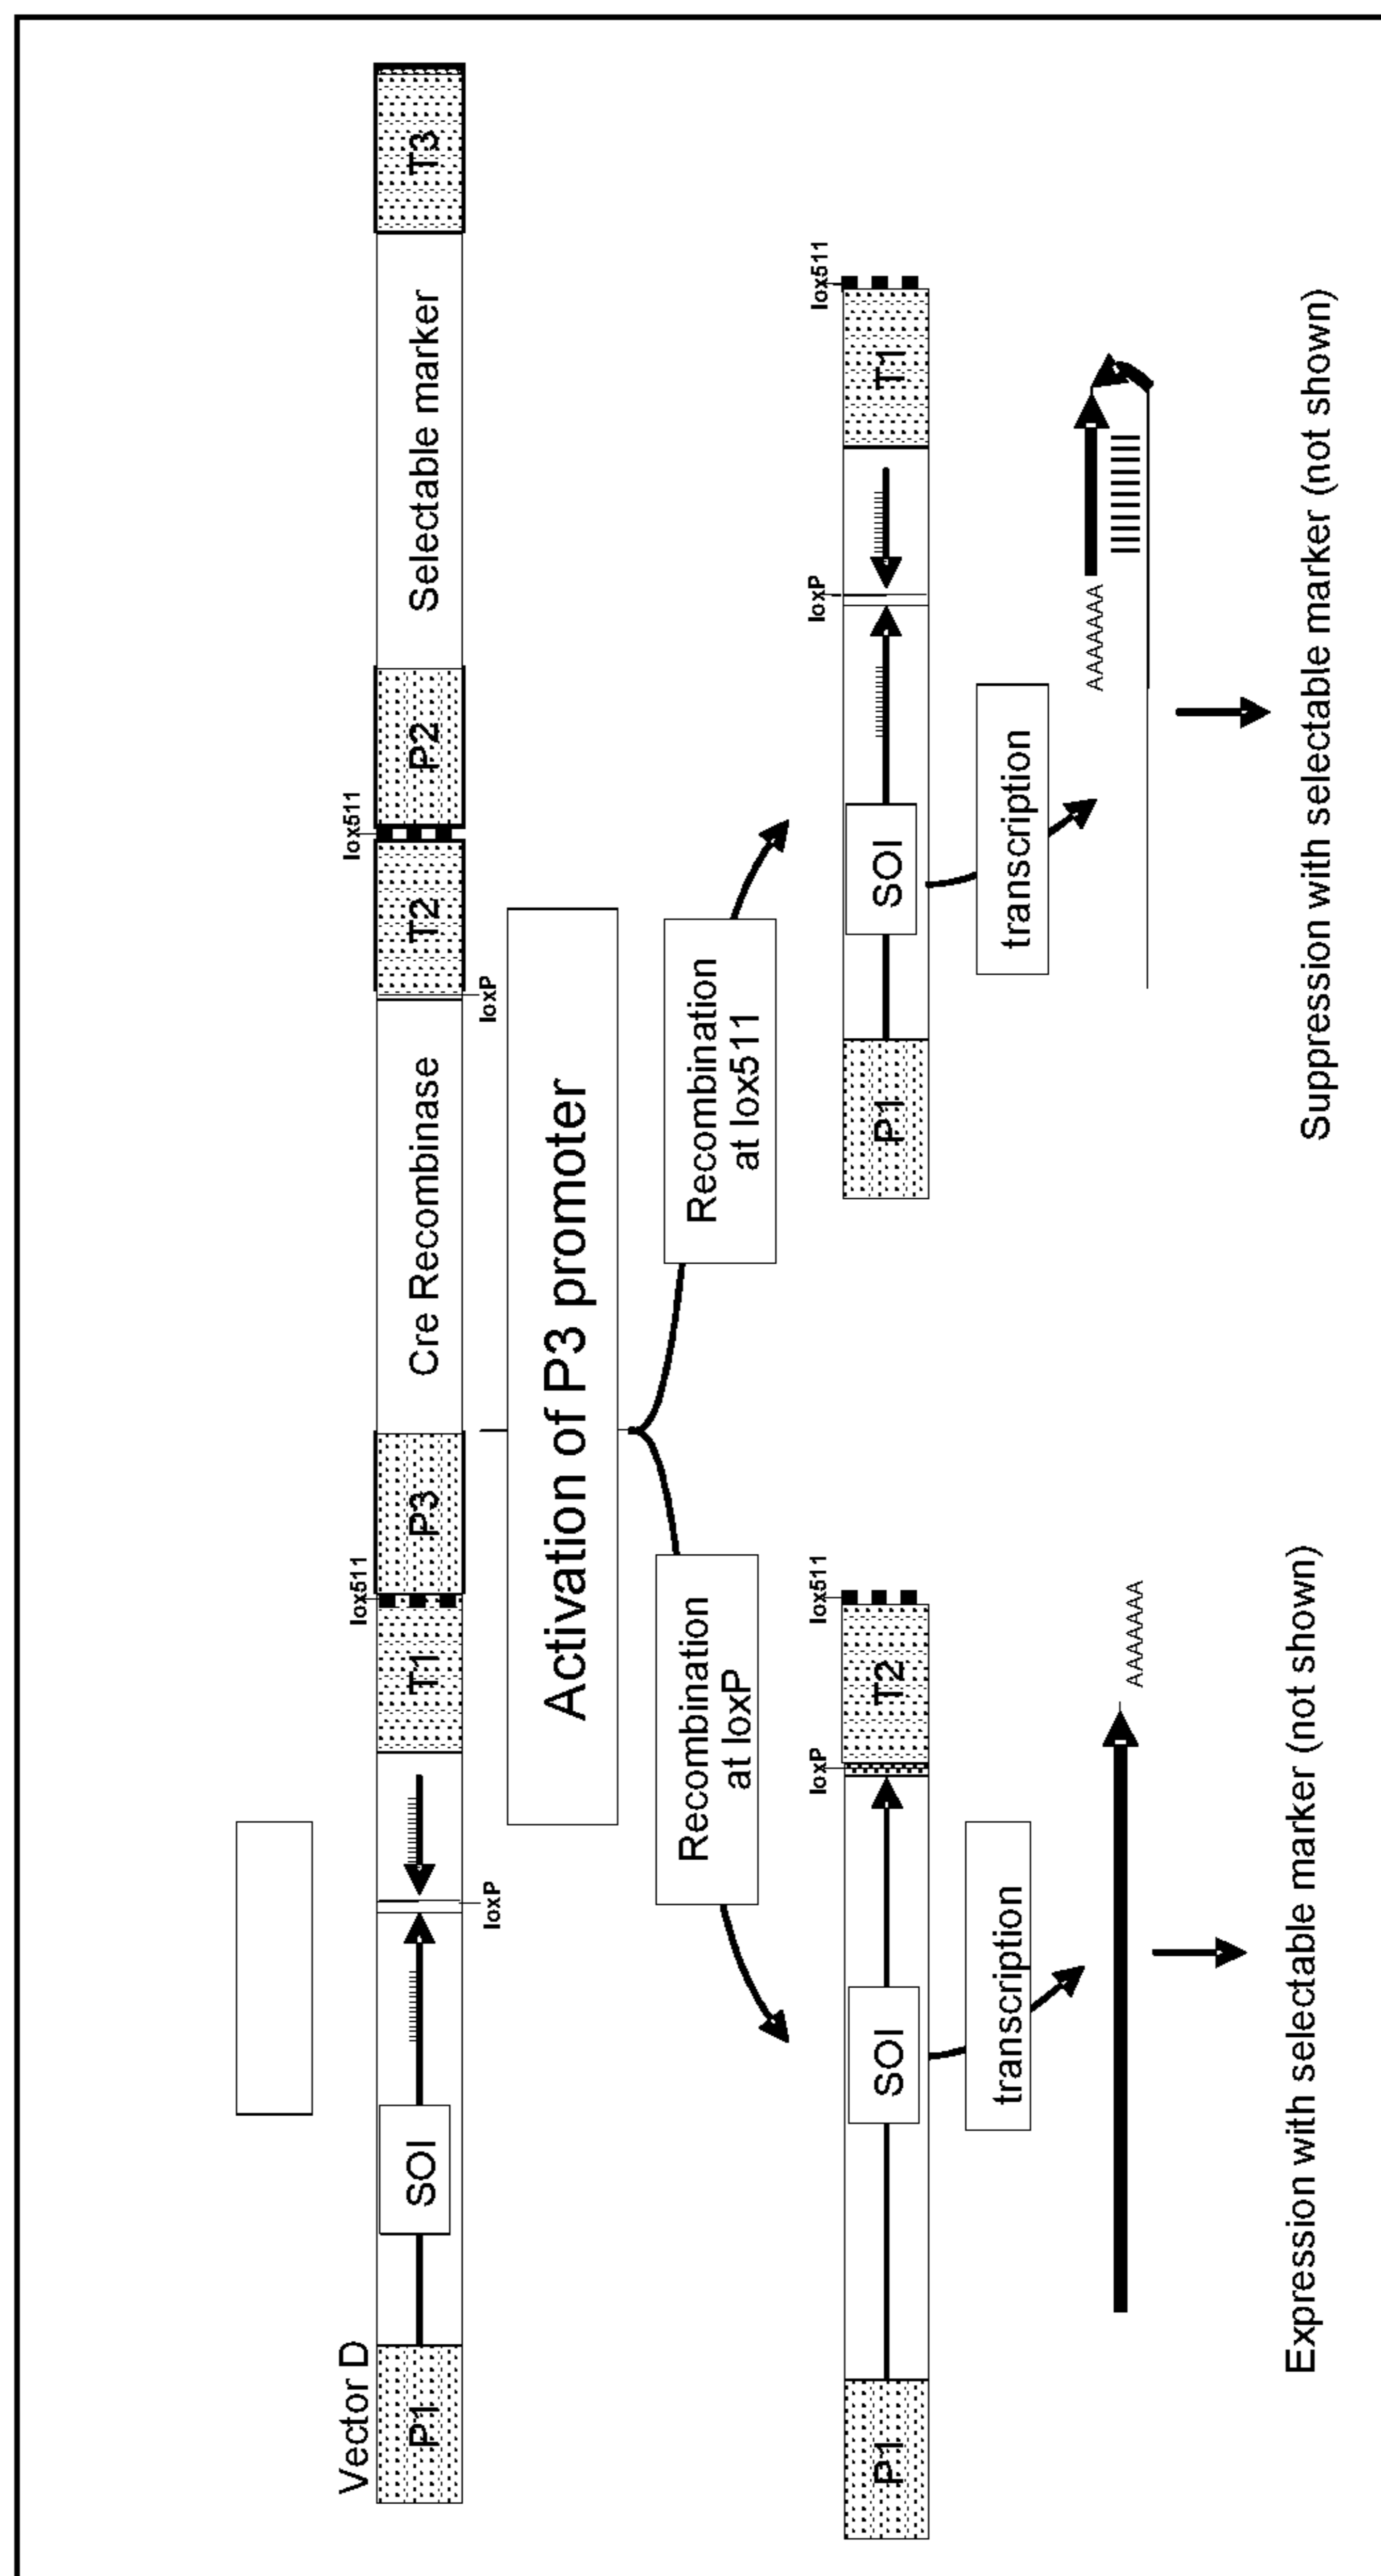 Vector D
lox511
lox511
P1
SOI
T1
P3
Cre Recombinase
T2
P2
Selectable marker
T3
loxP
loxP
Activation of P3 promoter
Recombination
at loxP
Recombination
at lox511
loxP
lox511
P1
SOI
T2
loxP
lox511
P1
SOI
T1
transcription
AAAAAAA
transcription
AAAAAAA
Expression with selectable marker (not shown)
Suppression with selectable marker (not shown)